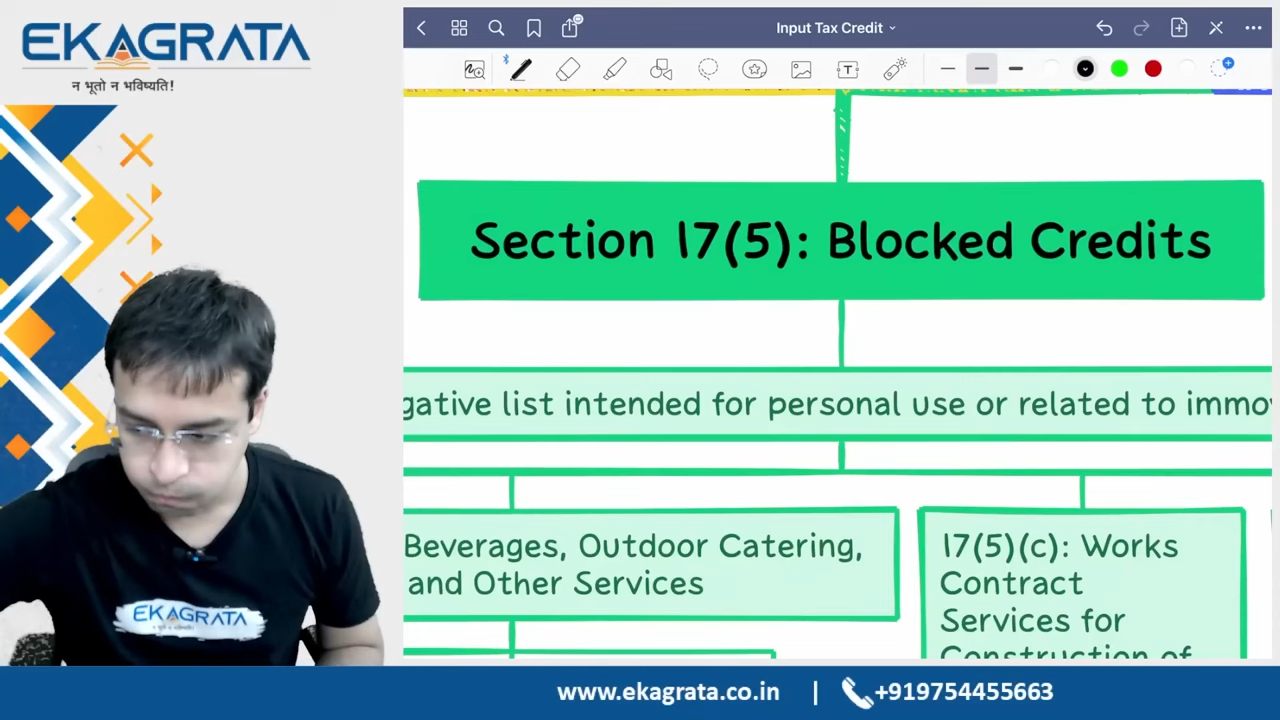 EKAGRATA
न भूतो न भविष्यति!
Input Tax Credit
Section 17(5): Blocked Credits
gative list intended for personal use or related to immo
Beverages, Outdoor Catering,
and Other Services
17(5)(c): Works
Contract
Services for
Construction of
EKAGRATA
www.ekagrata.co.in | +919754455663